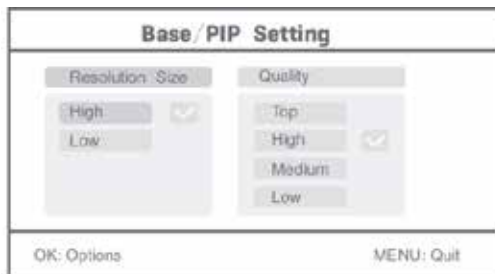 Base/PIP Setting
Resolution Size
High
Low
Quality
Top
High
Medium
Low
OK: Options
MENU: Quit